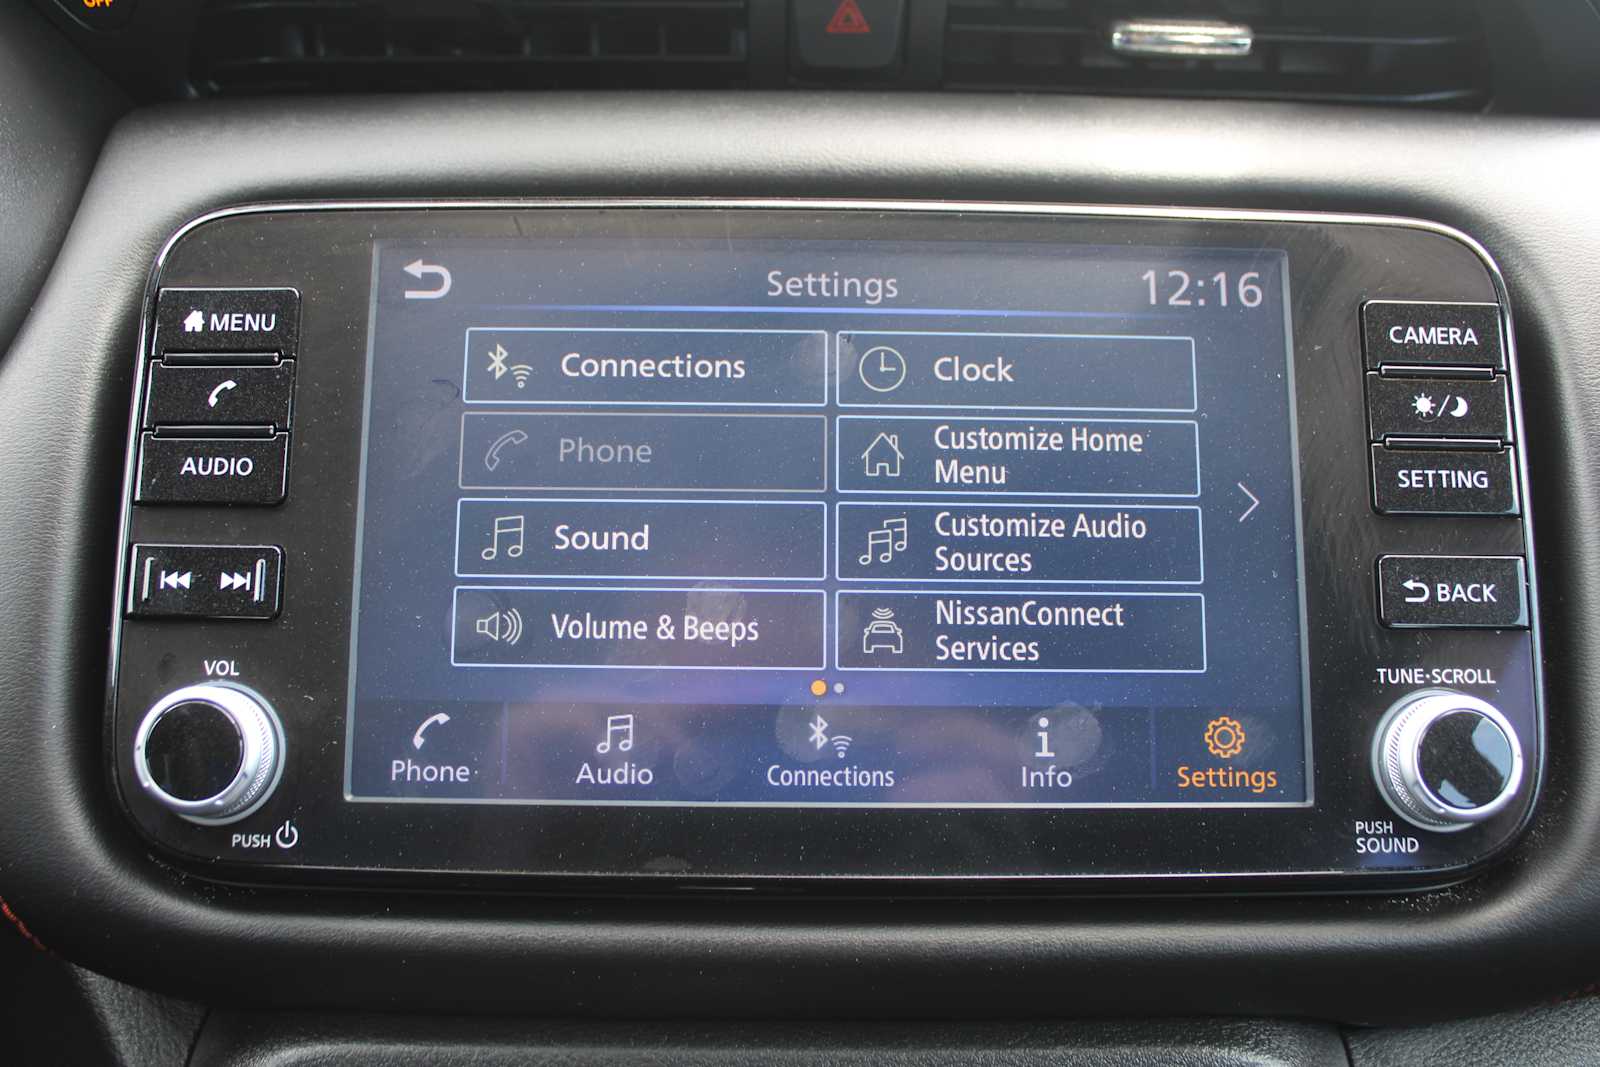 OFF
Settings
12:16
MENU
AUDIO
VOL
PUSH
Connections
Phone
Sound
Volume & Beeps
Clock
Customize Home
Menu
Customize Audio
Sources
NissanConnect
Services
Phone
Audio
Connections
Info
Settings
CAMERA
SETTING
BACK
TUNE·SCROLL
PUSH
SOUND